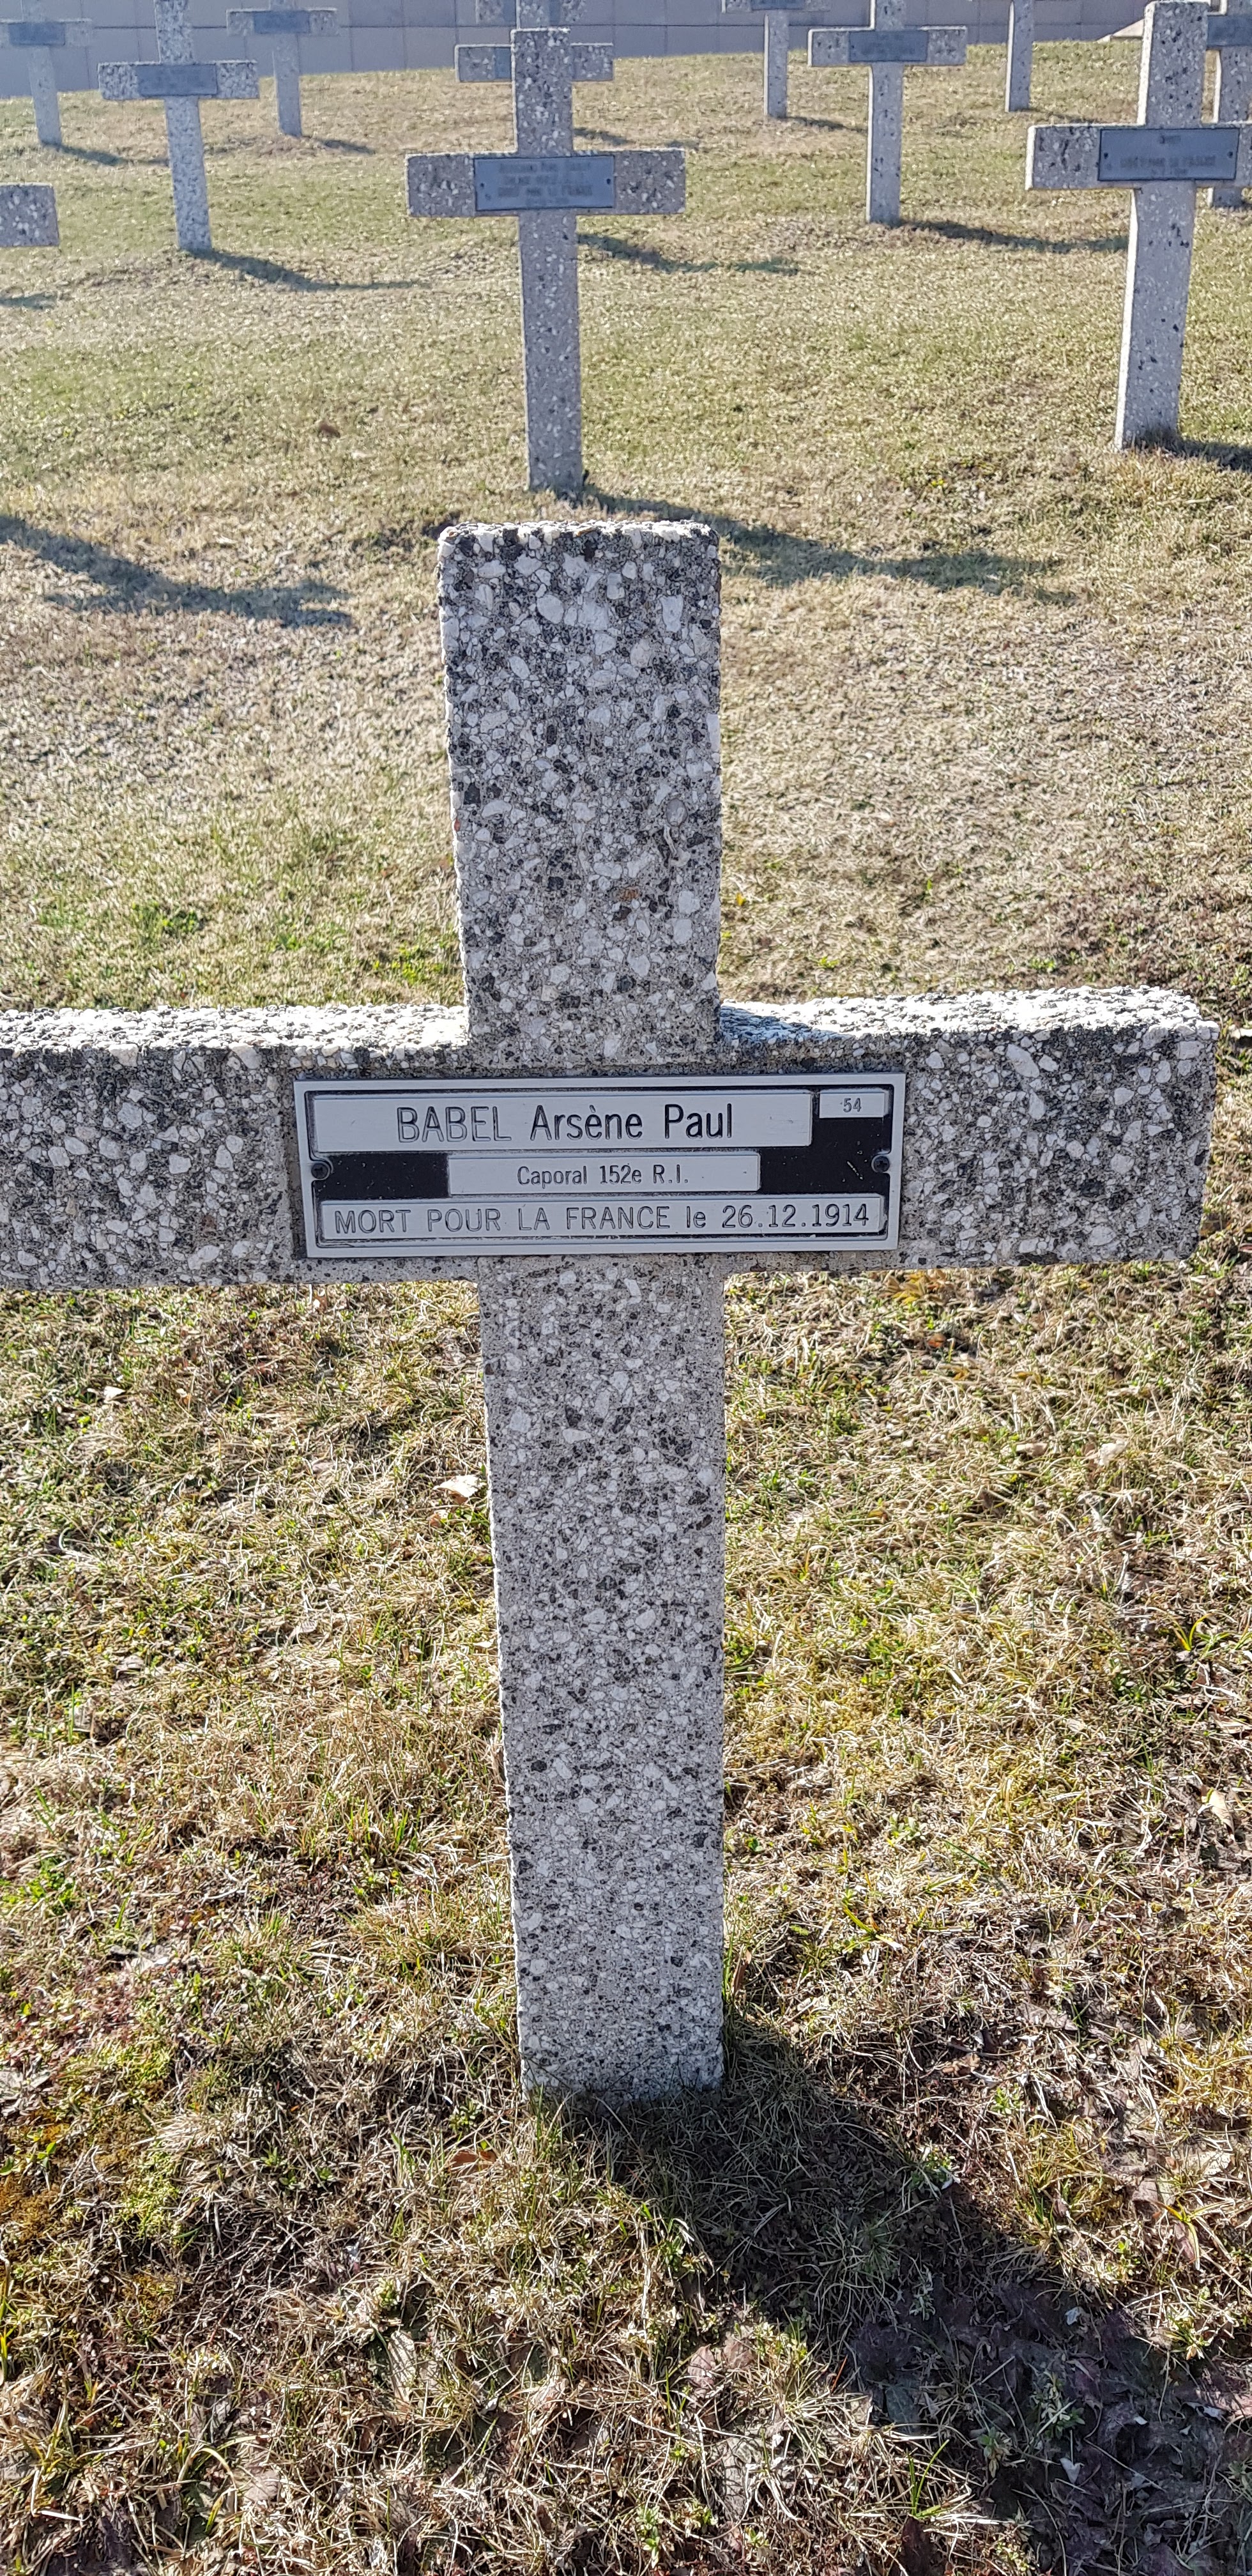 BABEL Arsène Paul
54
Caporal 152e R.I.
MORT POUR LA FRANCE le 26.12.1914